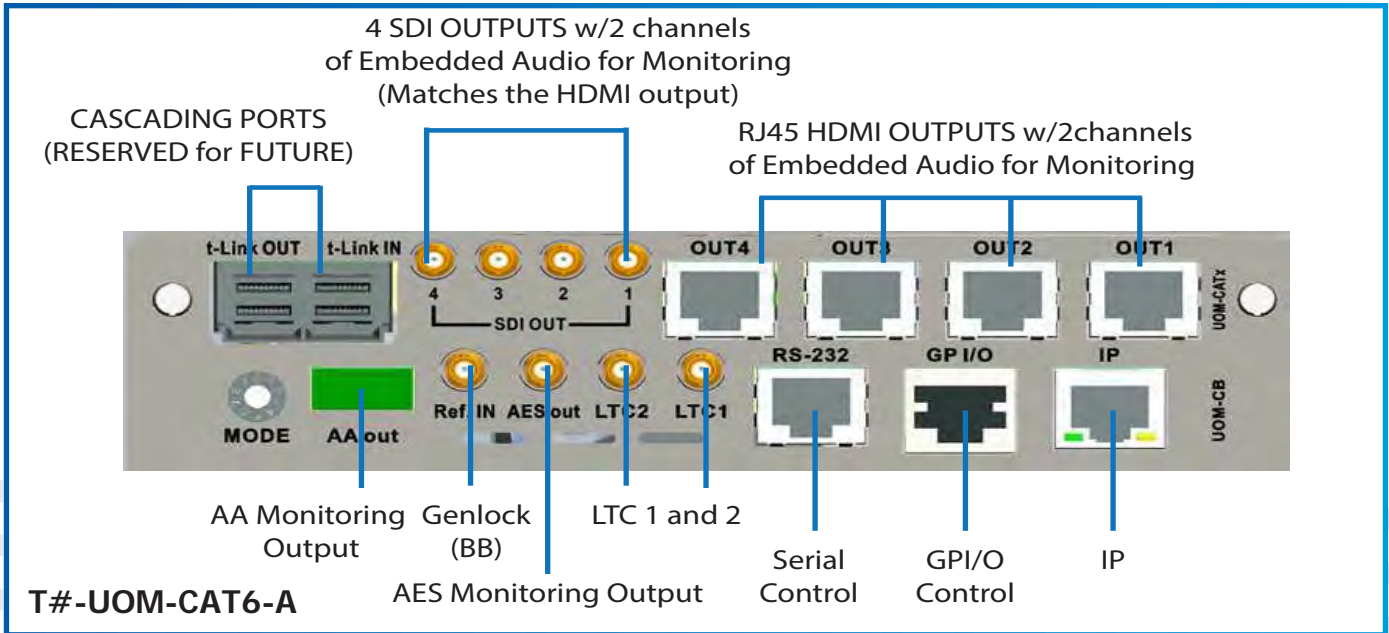 4 SDI OUTPUTS w/2 channels
of Embedded Audio for Monitoring
(Matches the HDMI output)
CASCADING PORTS
(RESERVED for FUTURE)
RJ45 HDMI OUTPUTS w/2channels
of Embedded Audio for Monitoring
t-Link OUT t-Link IN
OUT4 OUT3 OUT2 OUT1
4 3 2 1
SDI OUT
UOM-CATx
RS-232 GP I/O IP
Ref. IN AES out LTC2 LTC1
MODE AA out
UOM-CB
AA Monitoring
Output
Genlock
(BB)
LTC 1 and 2
AES Monitoring Output
Serial
Control
GPI/O
Control
IP
T#-UOM-CAT6-A